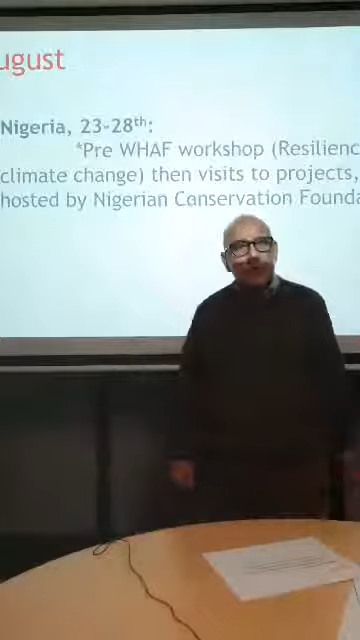 ugust
Nigeria, 23-28th:
*Pre WHAF workshop (Resilienc
climate change) then visits to projects,
hosted by Nigerian Conservation Founda